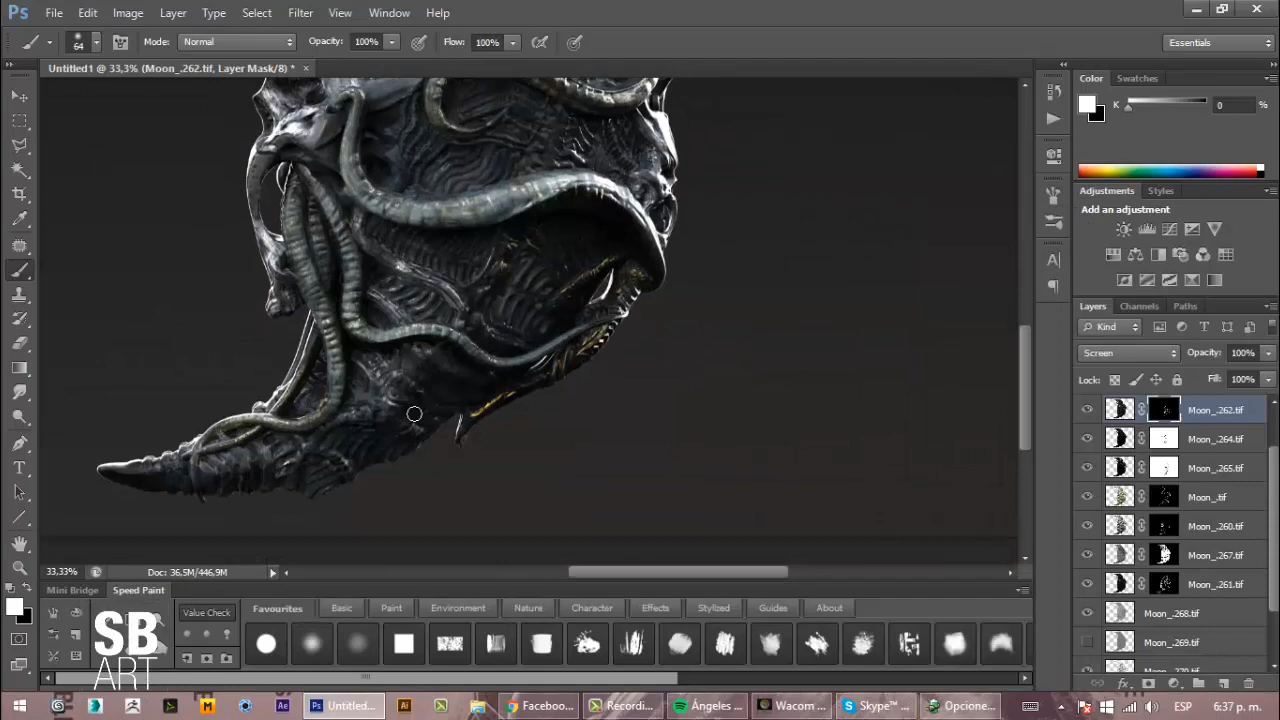 Ps File Edit Image Layer Type Select Filter 3D View Window Help
64 Mode: Normal Opacity: 100% Flow: 100% Essentials
Untitled1 @ 33,3% (Moon_.262.tif, Layer Mask/8) * ×
Color Swatches
K 0 %
Adjustments Styles
Add an adjustment
Layers Channels Paths
Kind
Screen Opacity: 100%
Lock: Fill: 100%
Moon_.262.tif
Moon_.264.tif
Moon_.265.tif
Moon_.tif
Moon_.260.tif
Moon_.267.tif
Moon_.261.tif
Moon_.268.tif
Moon_.269.tif
Moon_.270.tif
33,33% Doc: 36,5M/446,9M
Mini Bridge Speed Paint
Value Check Favourites Basic Paint Environment Nature Character Effects Stylized Guides About
SB
ART
Untitled... Faceboo... Recordi... Ángeles ... Wacom ... Skype™ ... Opcione... ESP 6:37 p. m.